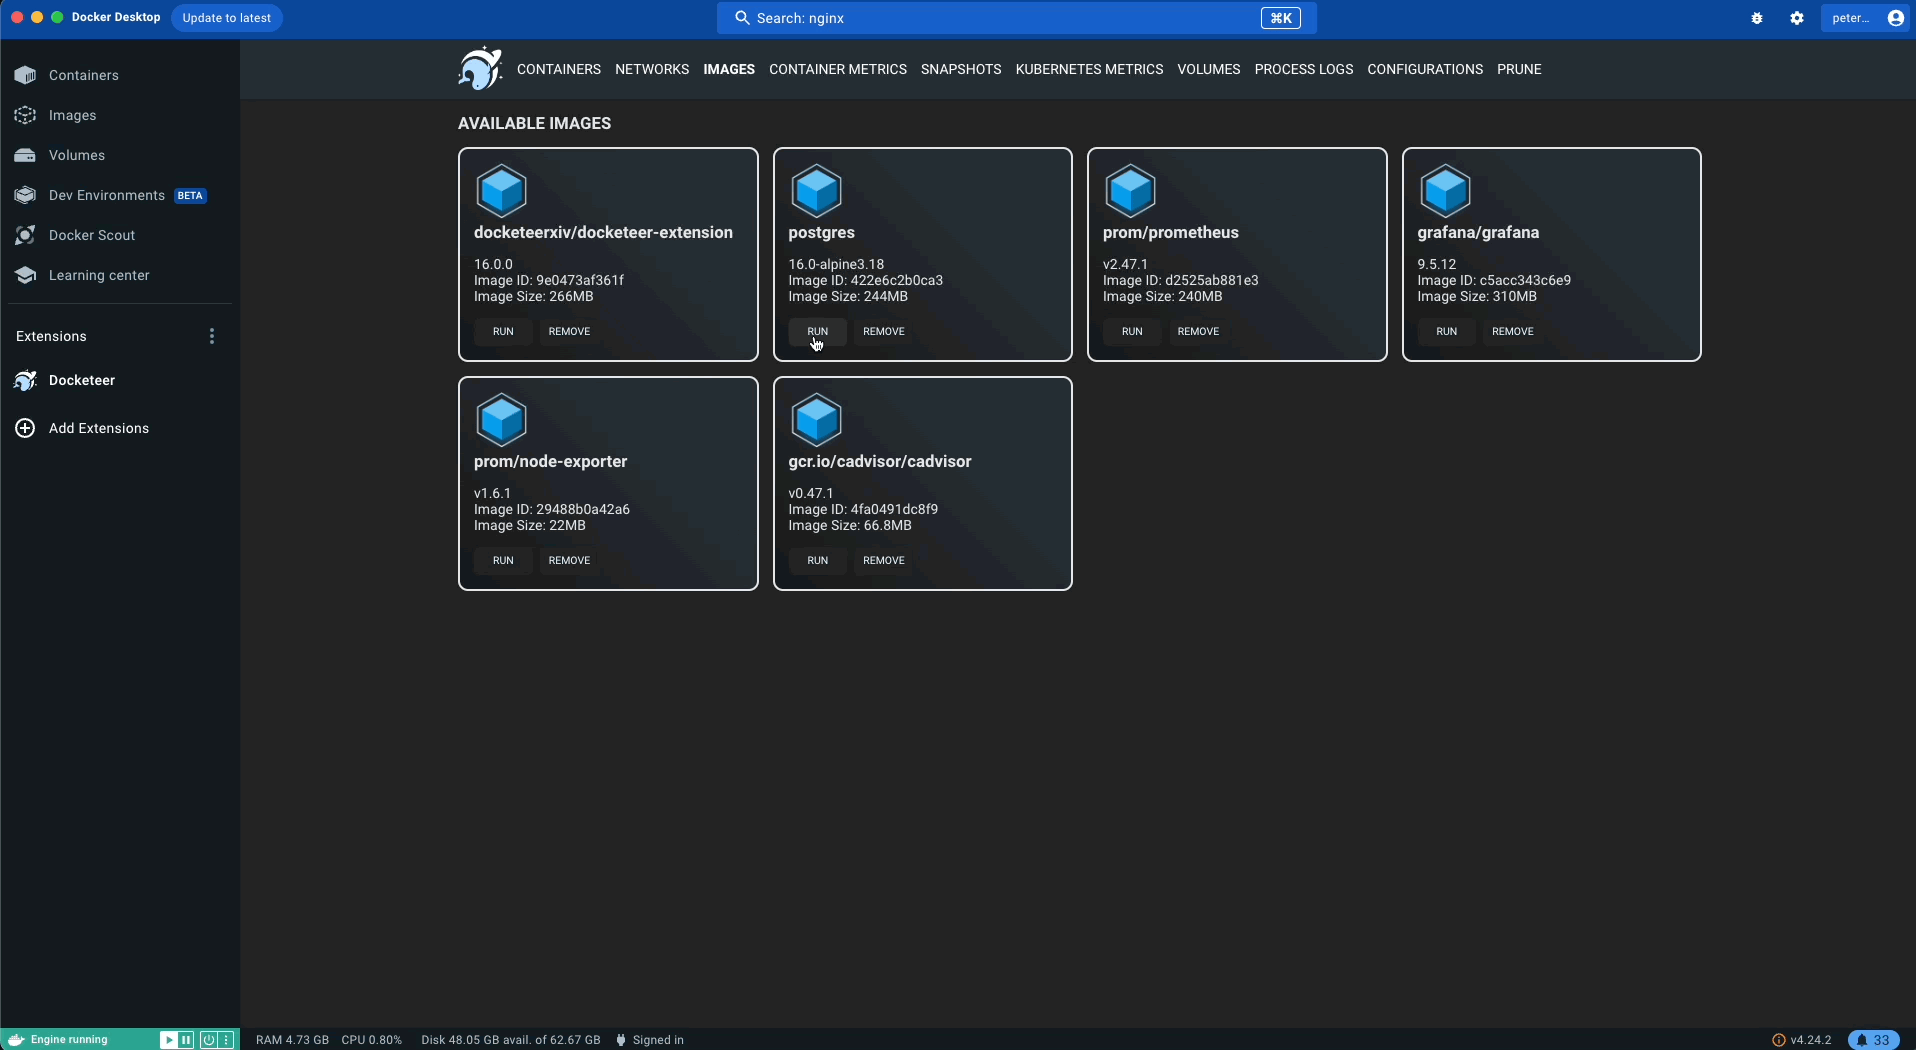 Docker Desktop
Update to latest
Search: nginx
⌘K
peter...
Containers
Images
Volumes
Dev Environments BETA
Docker Scout
Learning center
Extensions
Docketeer
Add Extensions
CONTAINERS NETWORKS IMAGES CONTAINER METRICS SNAPSHOTS KUBERNETES METRICS VOLUMES PROCESS LOGS CONFIGURATIONS PRUNE
AVAILABLE IMAGES
docketeerxiv/docketeer-extension
16.0.0
Image ID: 9e0473af361f
Image Size: 266MB
RUN REMOVE
postgres
16.0-alpine3.18
Image ID: 422e6c2b0ca3
Image Size: 244MB
RUN REMOVE
prom/prometheus
v2.47.1
Image ID: d2525ab881e3
Image Size: 240MB
RUN REMOVE
grafana/grafana
9.5.12
Image ID: c5acc343c6e9
Image Size: 310MB
RUN REMOVE
prom/node-exporter
v1.6.1
Image ID: 29488b0a42a6
Image Size: 22MB
RUN REMOVE
gcr.io/cadvisor/cadvisor
v0.47.1
Image ID: 4fa0491dc8f9
Image Size: 66.8MB
RUN REMOVE
Engine running
RAM 4.73 GB CPU 0.80% Disk 48.05 GB avail. of 62.67 GB Signed in
v4.24.2
33